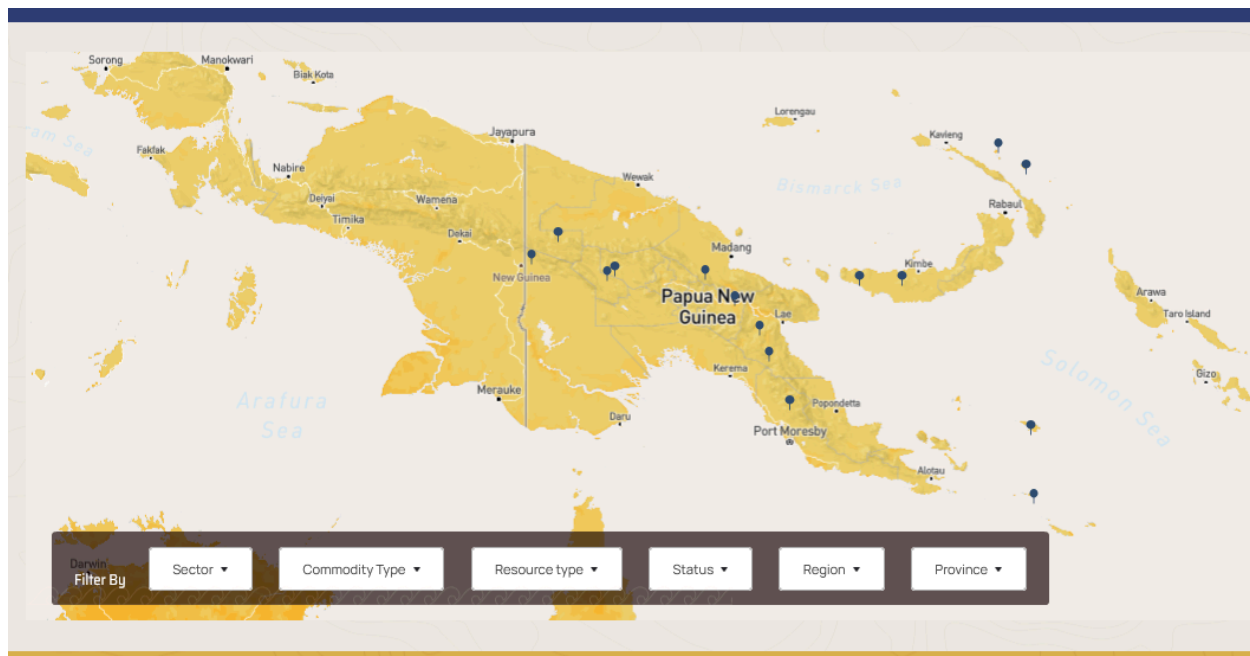 Sorong
Manokwari
Biak Kota
Lorengau
Jayapura
Kavieng
am Sea
Fakfak
Nabire
Wewak
Bismarck Sea
Deiyai
Wamena
Rabaul
Timika
Dekai
Madang
Kimbe
New Guinea
Papua New
Guinea
Arawa
Lae
Taro Island
Kerema
Gizo
Solomon Sea
Merauke
Arafura
Sea
Daru
Popondetta
Port Moresby
Alotau
Darwin
Filter By
Sector
Commodity Type
Resource type
Status
Region
Province